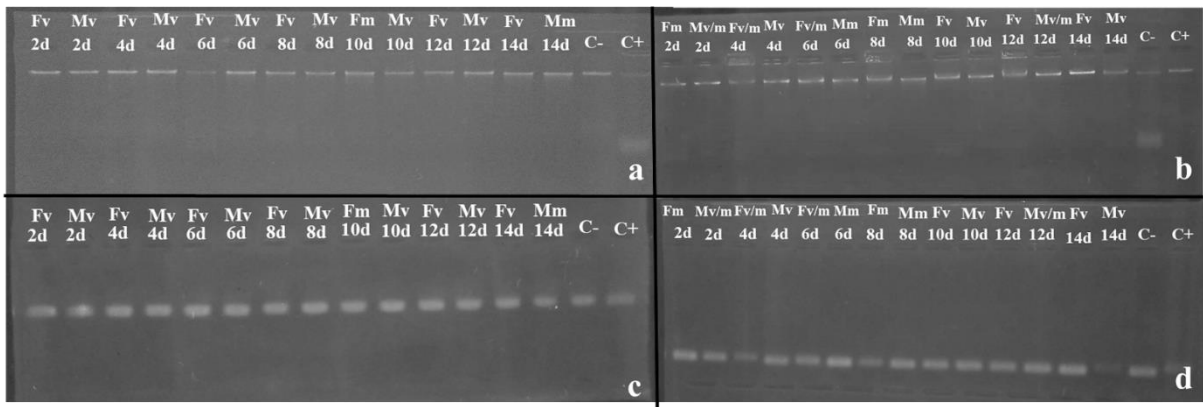 Fv Mv Fv Mv Fv Mv Fv Mv Fm Mv Fv Mv Fv Mm
2d 2d 4d 4d 6d 6d 8d 8d 10d 10d 12d 12d 14d 14d C- C+
a
Fm Mv/m Fv/m Mv Fv/m Mm Fm Mm Fv Mv Fv Mv/m Fv Mv
2d 2d 4d 4d 6d 6d 8d 8d 10d 10d 12d 12d 14d 14d C- C+
b
Fv Mv Fv Mv Fv Mv Fv Mv Fm Mv Fv Mv Fv Mm
2d 2d 4d 4d 6d 6d 8d 8d 10d 10d 12d 12d 14d 14d C- C+
c
Fm Mv/m Fv/m Mv Fv/m Mm Fm Mm Fv Mv Fv Mv/m Fv Mv
2d 2d 4d 4d 6d 6d 8d 8d 10d 10d 12d 12d 14d 14d C- C+
d